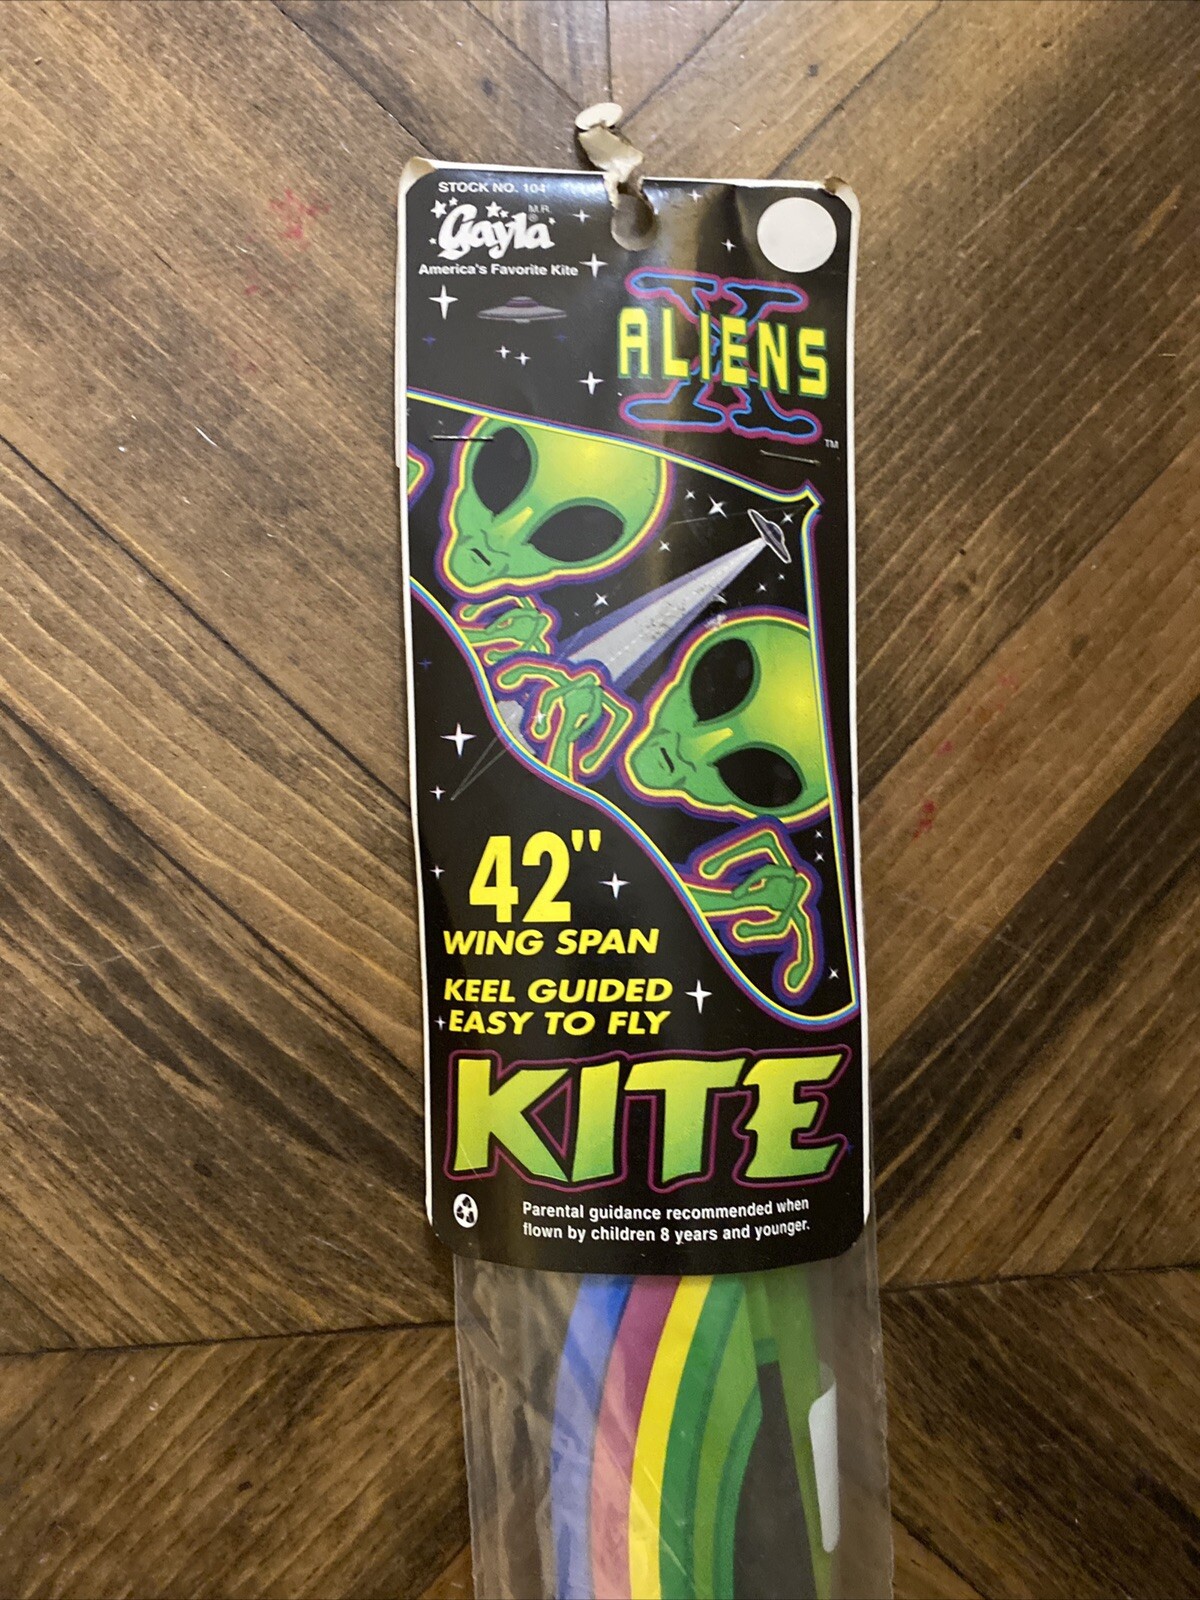 STOCK NO. 104
Gayla M.R. ®
America's Favorite Kite
II
ALIENS
TM
42"
WING SPAN
KEEL GUIDED
EASY TO FLY
KITE
Parental guidance recommended when
flown by children 8 years and younger.